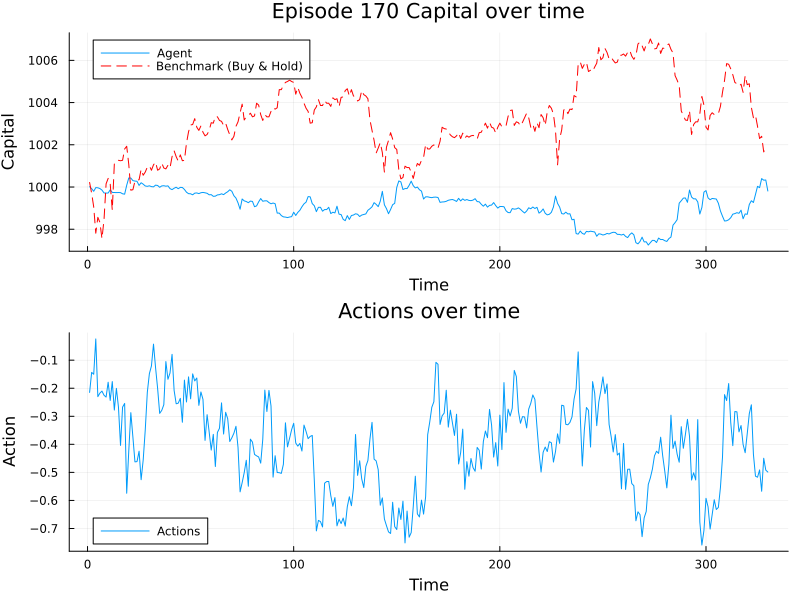 Episode 170 Capital over time
Agent
Benchmark (Buy & Hold)
Capital
1006
1004
1002
1000
998
0
100
200
300
Time
Actions over time
Action
−0.1
−0.2
−0.3
−0.4
−0.5
−0.6
−0.7
Actions
0
100
200
300
Time